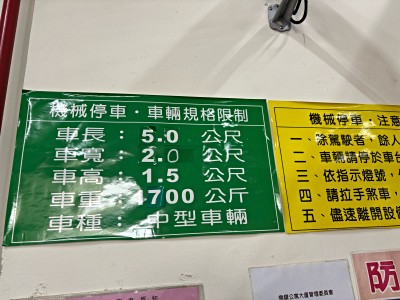 機械停車・車輛規格限制
車長：5.0 公尺
車寬：2.0 公尺
車高：1.5 公尺
車重：1700 公斤
車種：中型車輛
機械停車：注意
一、除駕駛者，餘人
二、車輛請停於車台
三、依指示燈號，
四、請拉手煞車，
五、儘速離開設備
防